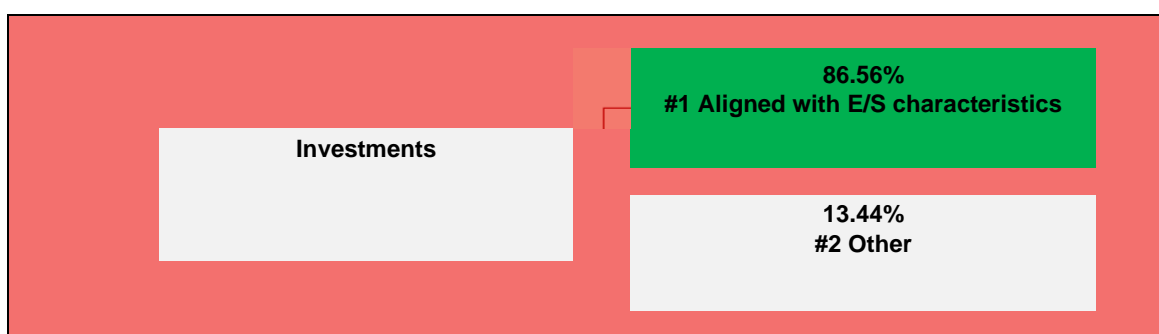 86.56%
#1 Aligned with E/S characteristics
Investments
13.44%
#2 Other